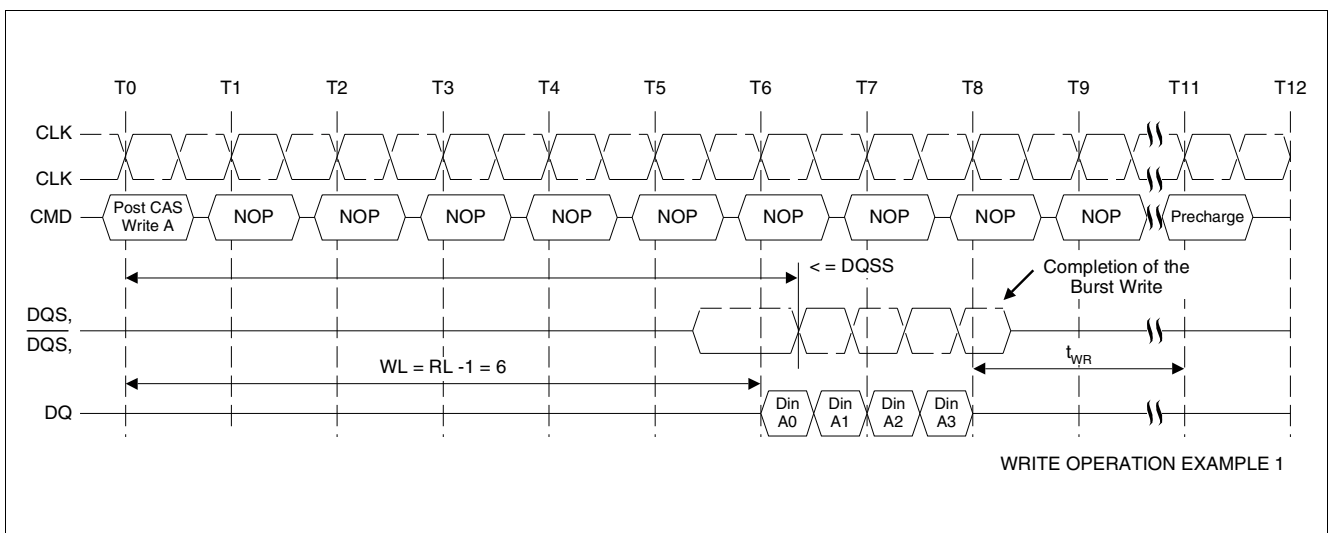 T0 T1 T2 T3 T4 T5 T6 T7 T8 T9 T11 T12
CLK
CLK
CMD Post CAS Write A NOP NOP NOP NOP NOP NOP NOP NOP NOP Precharge
< = DQSS
Completion of the
Burst Write
DQS,
DQS,
WL = RL -1 = 6
tWR
DQ Din A0 Din A1 Din A2 Din A3
WRITE OPERATION EXAMPLE 1